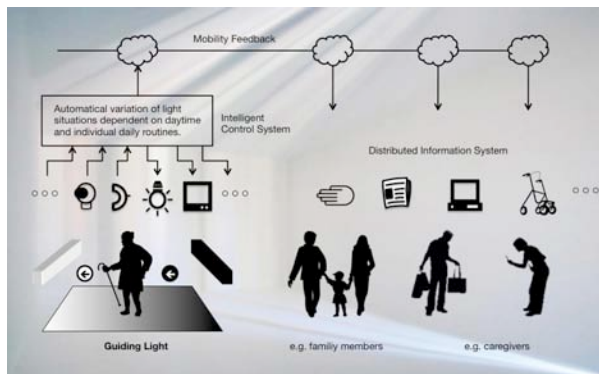 Mobility Feedback
Automatical variation of light
situations dependent on daytime
and individual daily routines.
Intelligent
Control System
Distributed Information System
Guiding Light
e.g. familiy members
e.g. caregivers